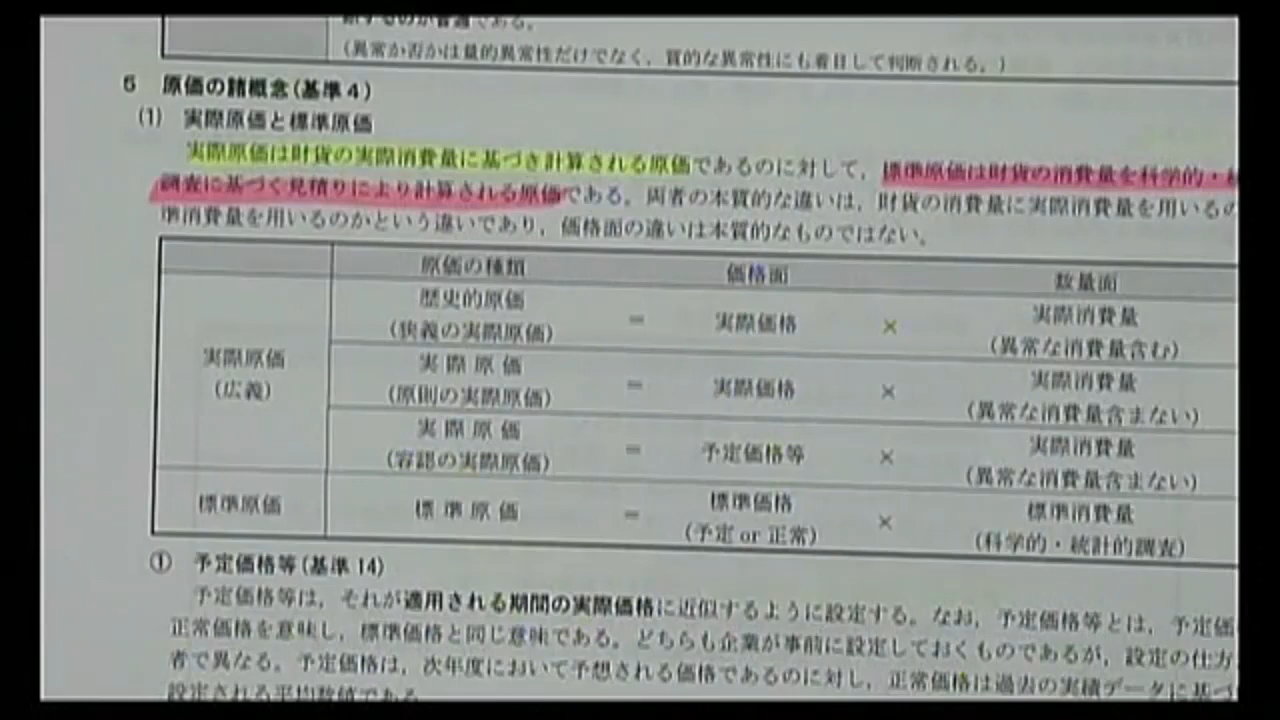 断するのが普通である。
(異常か否かは量的異常性だけでなく、質的な異常性にも着目して判断される。)
6 原価の諸概念(基準4)
(1) 実際原価と標準原価
実際原価は財貨の実際消費量に基づき計算される原価であるのに対して、標準原価は財貨の消費量を科学的・
調査に基づく見積りにより計算される原価である。両者の本質的な違いは、財貨の消費量に実際消費量を用いるの
準消費量を用いるのかという違いであり、価格面の違いは本質的なものではない。
原価の種類 価格面 数量面
実際原価 (広義)
歴史的原価 (狭義の実際原価) = 実際価格 × 実際消費量 (異常な消費量含む)
実際原価 (原則の実際原価) = 実際価格 × 実際消費量 (異常な消費量含まない)
実際原価 (容認の実際原価) = 予定価格等 × 実際消費量 (異常な消費量含まない)
標準原価 標準原価 = 標準価格 (予定 or 正常) × 標準消費量 (科学的・統計的調査)
① 予定価格等(基準14)
予定価格等は、それが適用される期間の実際価格に近似するように設定する。なお、予定価格等とは、予定価
正常価格を意味し、標準価格と同じ意味である。どちらも企業が事前に設定しておくものであるが、設定の仕方
者で異なる。予定価格は、次年度において予想される価格であるのに対し、正常価格は過去の実績データに基づ
設定される平均数値である